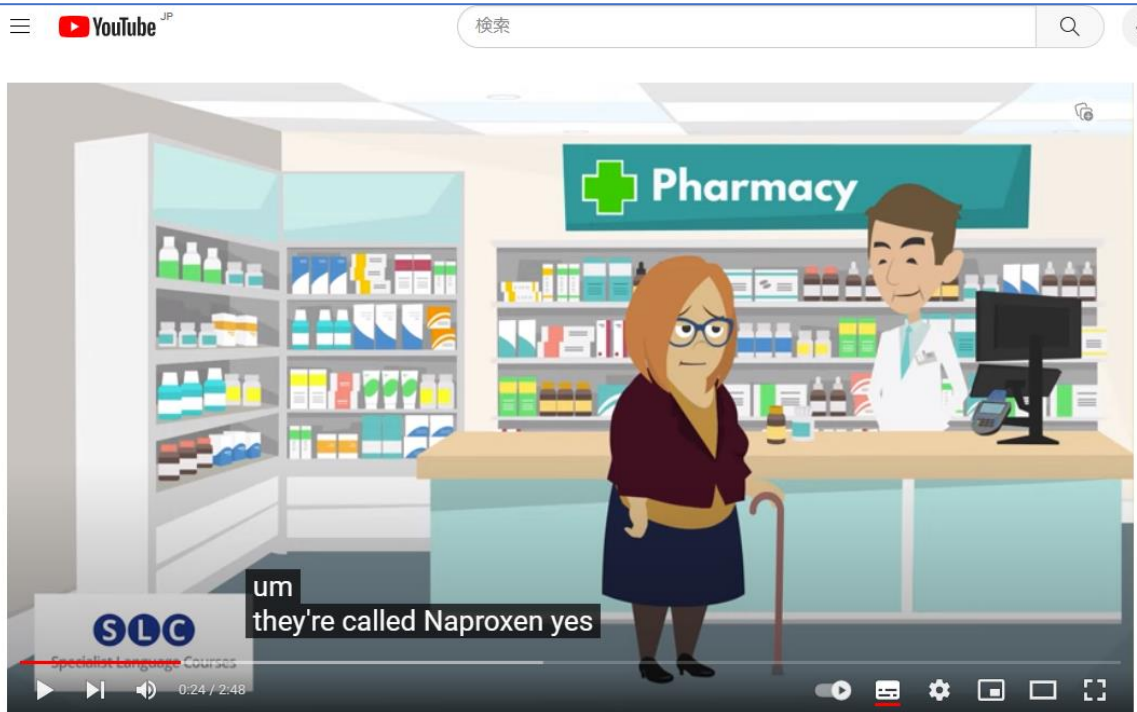 YouTube JP
検索
Pharmacy
um
they're called Naproxen yes
SLC
Specialist Language Courses
0:24 / 2:48